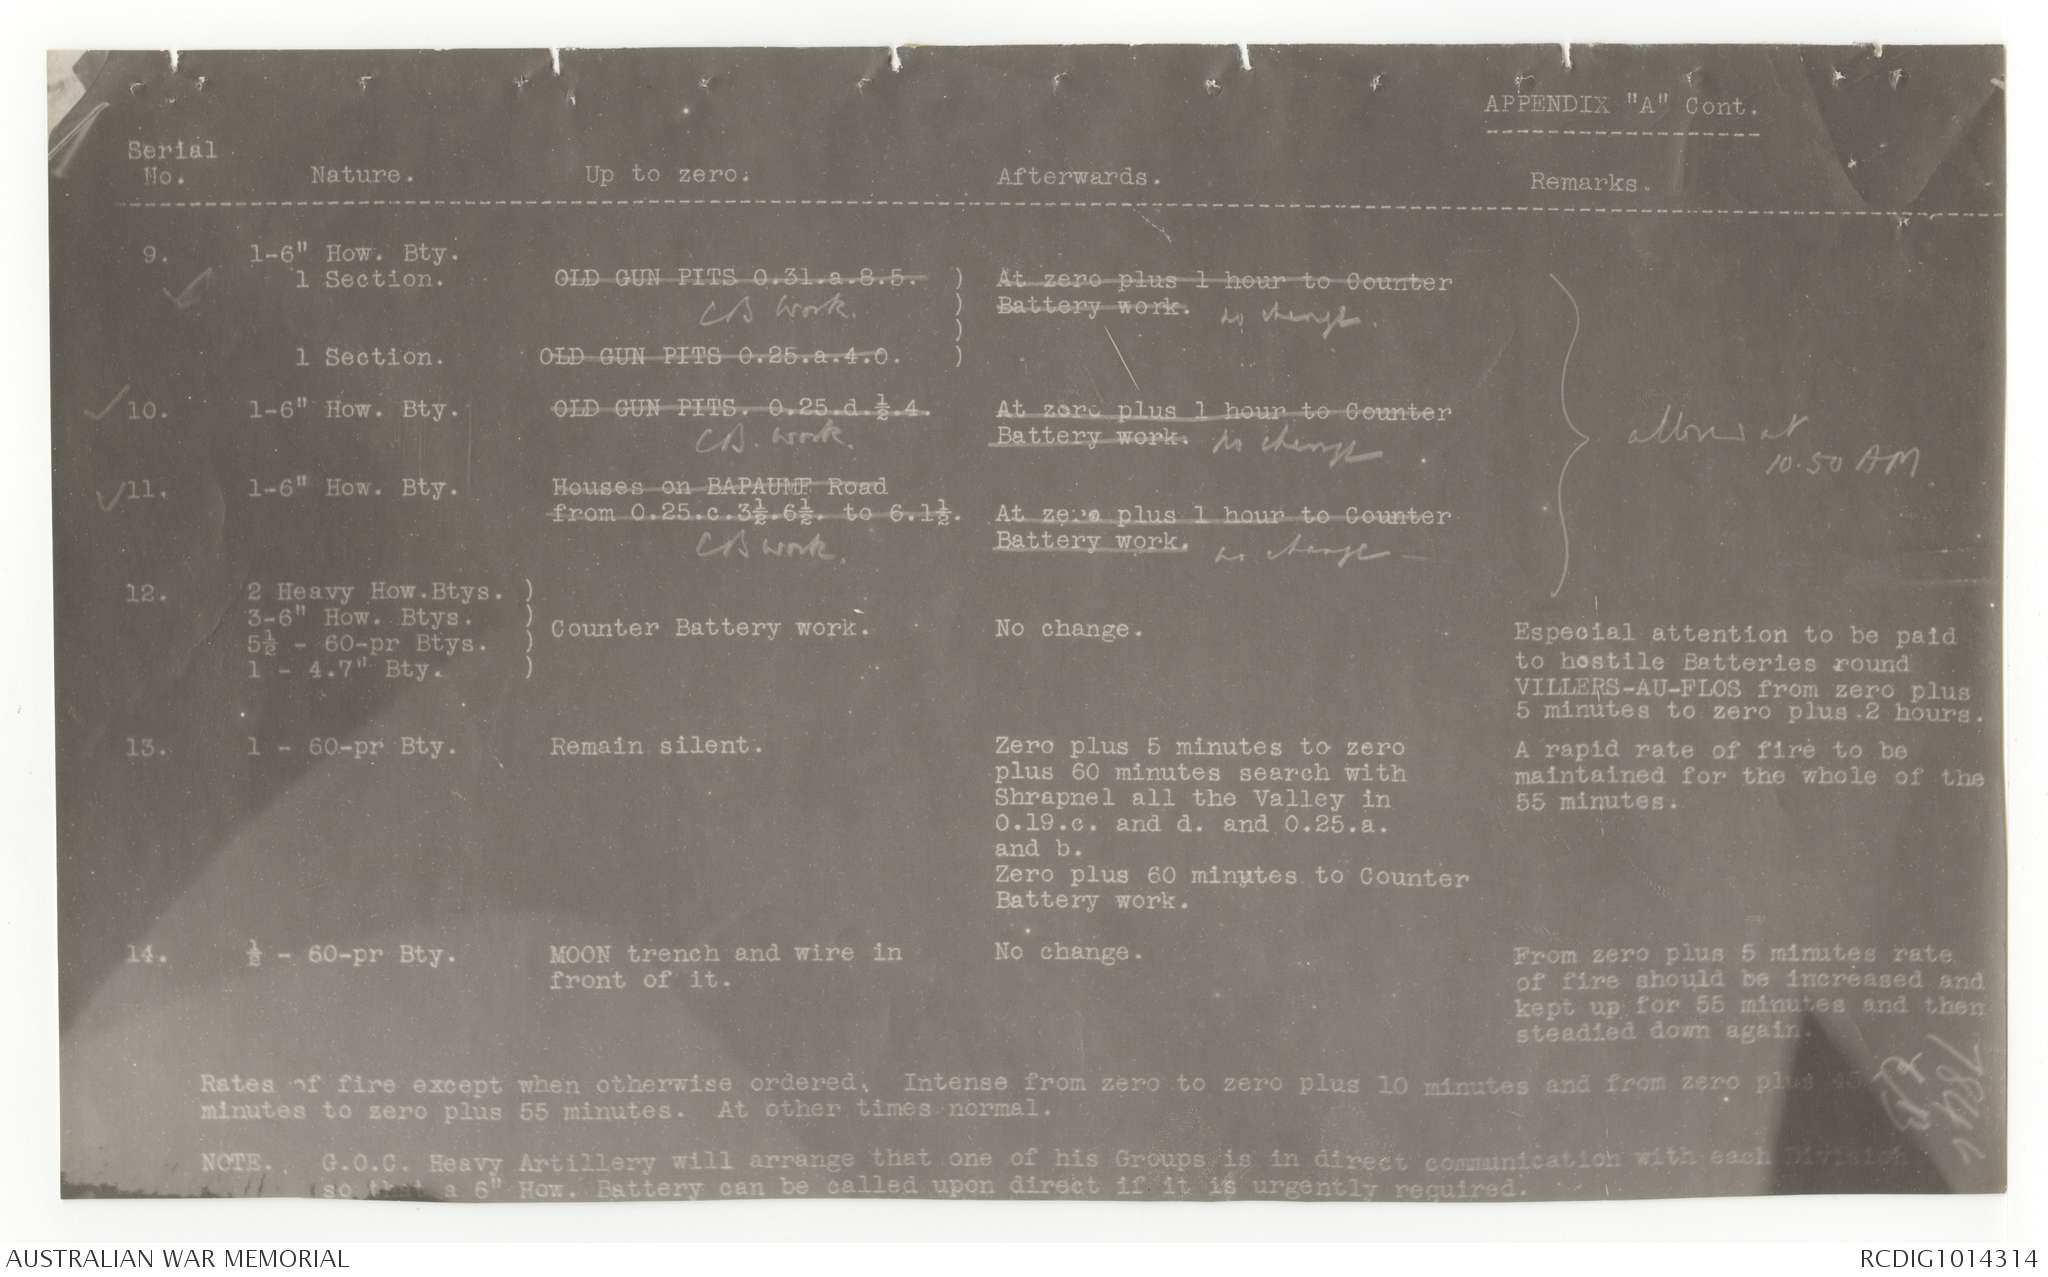 APPENDIX "A" Cont.
Serial No. Nature. Up to zero. Afterwards. Remarks.
9. 1-6" How. Bty.
1 Section. OLD GUN PITS 0.31.a.8.5. ) At zero plus 1 hour to Counter
CB work. ) Battery work. no change.
)
1 Section. OLD GUN PITS 0.25.a.4.0. )
10. 1-6" How. Bty. OLD GUN PITS. 0.25.d.½.4. At zero plus 1 hour to Counter
CB. work. Battery work. no change
at
10.50 AM
11. 1-6" How. Bty. Houses on BAPAUME Road
from 0.25.c.3½.6½. to 6.1½. At zero plus 1 hour to Counter
CB work. Battery work. no change -
12. 2 Heavy How.Btys. )
3-6" How. Btys. )
5½ - 60-pr Btys. )
1 - 4.7" Bty. )
Counter Battery work.
No change.
Especial attention to be paid
to hostile Batteries round
VILLERS-AU-FLOS from zero plus
5 minutes to zero plus 2 hours.
13. 1 - 60-pr Bty. Remain silent.
Zero plus 5 minutes to zero
plus 60 minutes search with
Shrapnel all the Valley in
0.19.c. and d. and 0.25.a.
and b.
Zero plus 60 minutes to Counter
Battery work.
A rapid rate of fire to be
maintained for the whole of the
55 minutes.
14. ½ - 60-pr Bty. MOON trench and wire in
front of it.
No change.
From zero plus 5 minutes rate
of fire should be increased and
kept up for 55 minutes and then
steadied down again.
Rates of fire except when otherwise ordered. Intense from zero to zero plus 10 minutes and from zero plus 45
minutes to zero plus 55 minutes. At other times normal.
NOTE. G.O.C. Heavy Artillery will arrange that one of his Groups is in direct communication with each Division
so that a 6" How. Battery can be called upon direct if it is urgently required.
AUSTRALIAN WAR MEMORIAL
RCDIG1014314